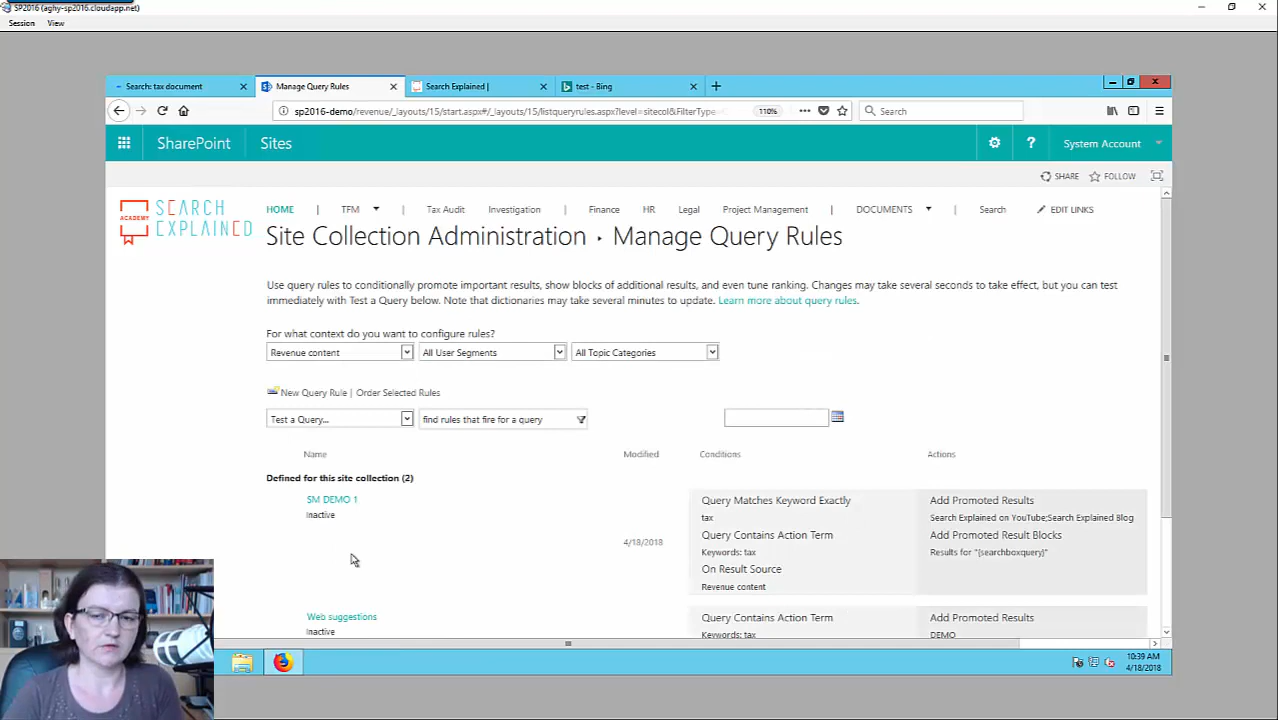 SP2016 (aghy-sp2016.cloudapp.net)
Session View
Search: tax document
Manage Query Rules
Search Explained |
test - Bing
sp2016-demo/revenue/_layouts/15/start.aspx#/_layouts/15/listqueryrules.aspx?level=sitecol&FilterType=
110%
Search
SharePoint
Sites
System Account
SHARE
FOLLOW
ACADEMY
SEARCH
EXPLAINED
HOME | TFM | Tax Audit Investigation | Finance HR Legal Project Management | DOCUMENTS | Search EDIT LINKS
Site Collection Administration ▸ Manage Query Rules
Use query rules to conditionally promote important results, show blocks of additional results, and even tune ranking. Changes may take several seconds to take effect, but you can test
immediately with Test a Query below. Note that dictionaries may take several minutes to update. Learn more about query rules.
For what context do you want to configure rules?
Revenue content
All User Segments
All Topic Categories
New Query Rule | Order Selected Rules
Test a Query...
find rules that fire for a query
Name
Modified
Conditions
Actions
Defined for this site collection (2)
SM DEMO 1
Inactive
4/18/2018
Query Matches Keyword Exactly
tax
Query Contains Action Term
Keywords: tax
On Result Source
Revenue content
Add Promoted Results
Search Explained on YouTube;Search Explained Blog
Add Promoted Result Blocks
Results for "{searchboxquery}"
Web suggestions
Inactive
Query Contains Action Term
Keywords: tax
Add Promoted Results
DEMO
10:39 AM
4/18/2018